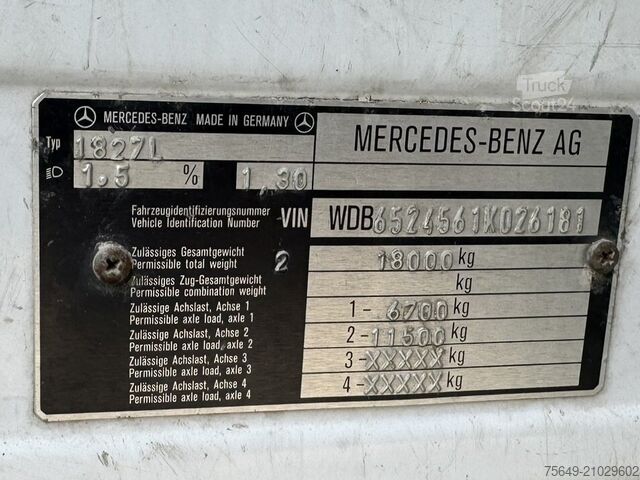 Truck
Scout24
MERCEDES-BENZ MADE IN GERMANY
MERCEDES-BENZ AG
Typ 1827L
1,5 % 1,30
Fahrzeugidentifizierungsnummer
Vehicle Identification Number VIN WDB6524561K026181
Zulässiges Gesamtgewicht
Permissible total weight 2 18000 kg
Zulässiges Zug-Gesamtgewicht
Permissible combination weight kg
Zulässige Achslast, Achse 1
Permissible axle load, axle 1 1 - 6700 kg
Zulässige Achslast, Achse 2
Permissible axle load, axle 2 2 - 11500 kg
Zulässige Achslast, Achse 3
Permissible axle load, axle 3 3 - XXXXX kg
Zulässige Achslast, Achse 4
Permissible axle load, axle 4 4 - XXXXX kg
75649-21029602